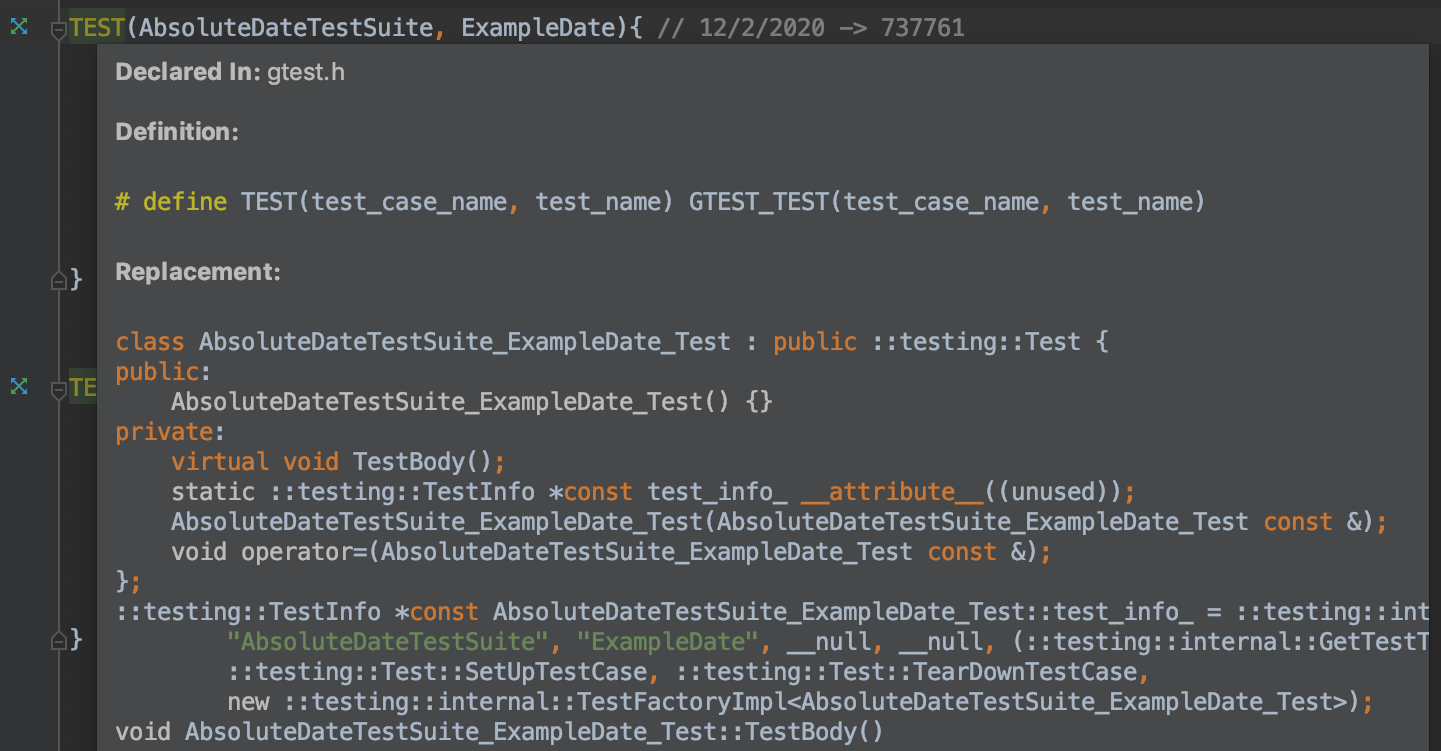 TEST(AbsoluteDateTestSuite, ExampleDate){ // 12/2/2020 -> 737761
Declared In: gtest.h
Definition:
# define TEST(test_case_name, test_name) GTEST_TEST(test_case_name, test_name)
}
Replacement:
class AbsoluteDateTestSuite_ExampleDate_Test : public ::testing::Test {
TE
public:
AbsoluteDateTestSuite_ExampleDate_Test() {}
private:
virtual void TestBody();
static ::testing::TestInfo *const test_info_ __attribute__((unused));
AbsoluteDateTestSuite_ExampleDate_Test(AbsoluteDateTestSuite_ExampleDate_Test const &);
void operator=(AbsoluteDateTestSuite_ExampleDate_Test const &);
};
::testing::TestInfo *const AbsoluteDateTestSuite_ExampleDate_Test::test_info_ = ::testing::int
}
"AbsoluteDateTestSuite", "ExampleDate", __null, __null, (::testing::internal::GetTestT
::testing::Test::SetUpTestCase, ::testing::Test::TearDownTestCase,
new ::testing::internal::TestFactoryImpl<AbsoluteDateTestSuite_ExampleDate_Test>);
void AbsoluteDateTestSuite_ExampleDate_Test::TestBody()